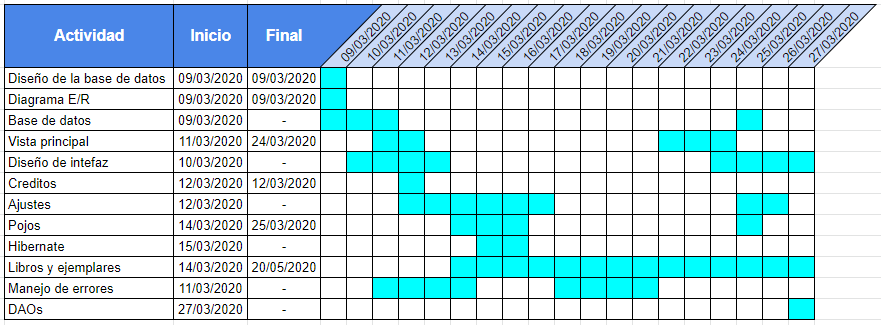 Actividad Inicio Final 09/03/2020 10/03/2020 11/03/2020 12/03/2020 13/03/2020 14/03/2020 15/03/2020 16/03/2020 17/03/2020 18/03/2020 19/03/2020 20/03/2020 21/03/2020 22/03/2020 23/03/2020 24/03/2020 25/03/2020 26/03/2020 27/03/2020
Diseño de la base de datos 09/03/2020 09/03/2020
Diagrama E/R 09/03/2020 09/03/2020
Base de datos 09/03/2020 -
Vista principal 11/03/2020 24/03/2020
Diseño de intefaz 10/03/2020 -
Creditos 12/03/2020 12/03/2020
Ajustes 12/03/2020 -
Pojos 14/03/2020 25/03/2020
Hibernate 15/03/2020 -
Libros y ejemplares 14/03/2020 20/05/2020
Manejo de errores 11/03/2020 -
DAOs 27/03/2020 -